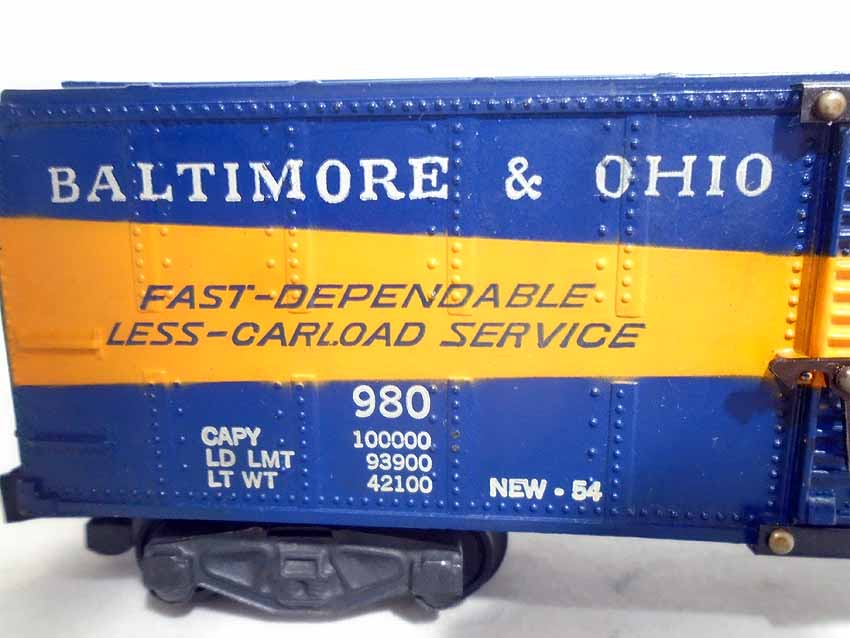 BALTIMORE & OHIO
FAST-DEPENDABLE
LESS-CARLOAD SERVICE
980
CAPY 100000
LD LMT 93900
LT WT 42100 NEW - 54